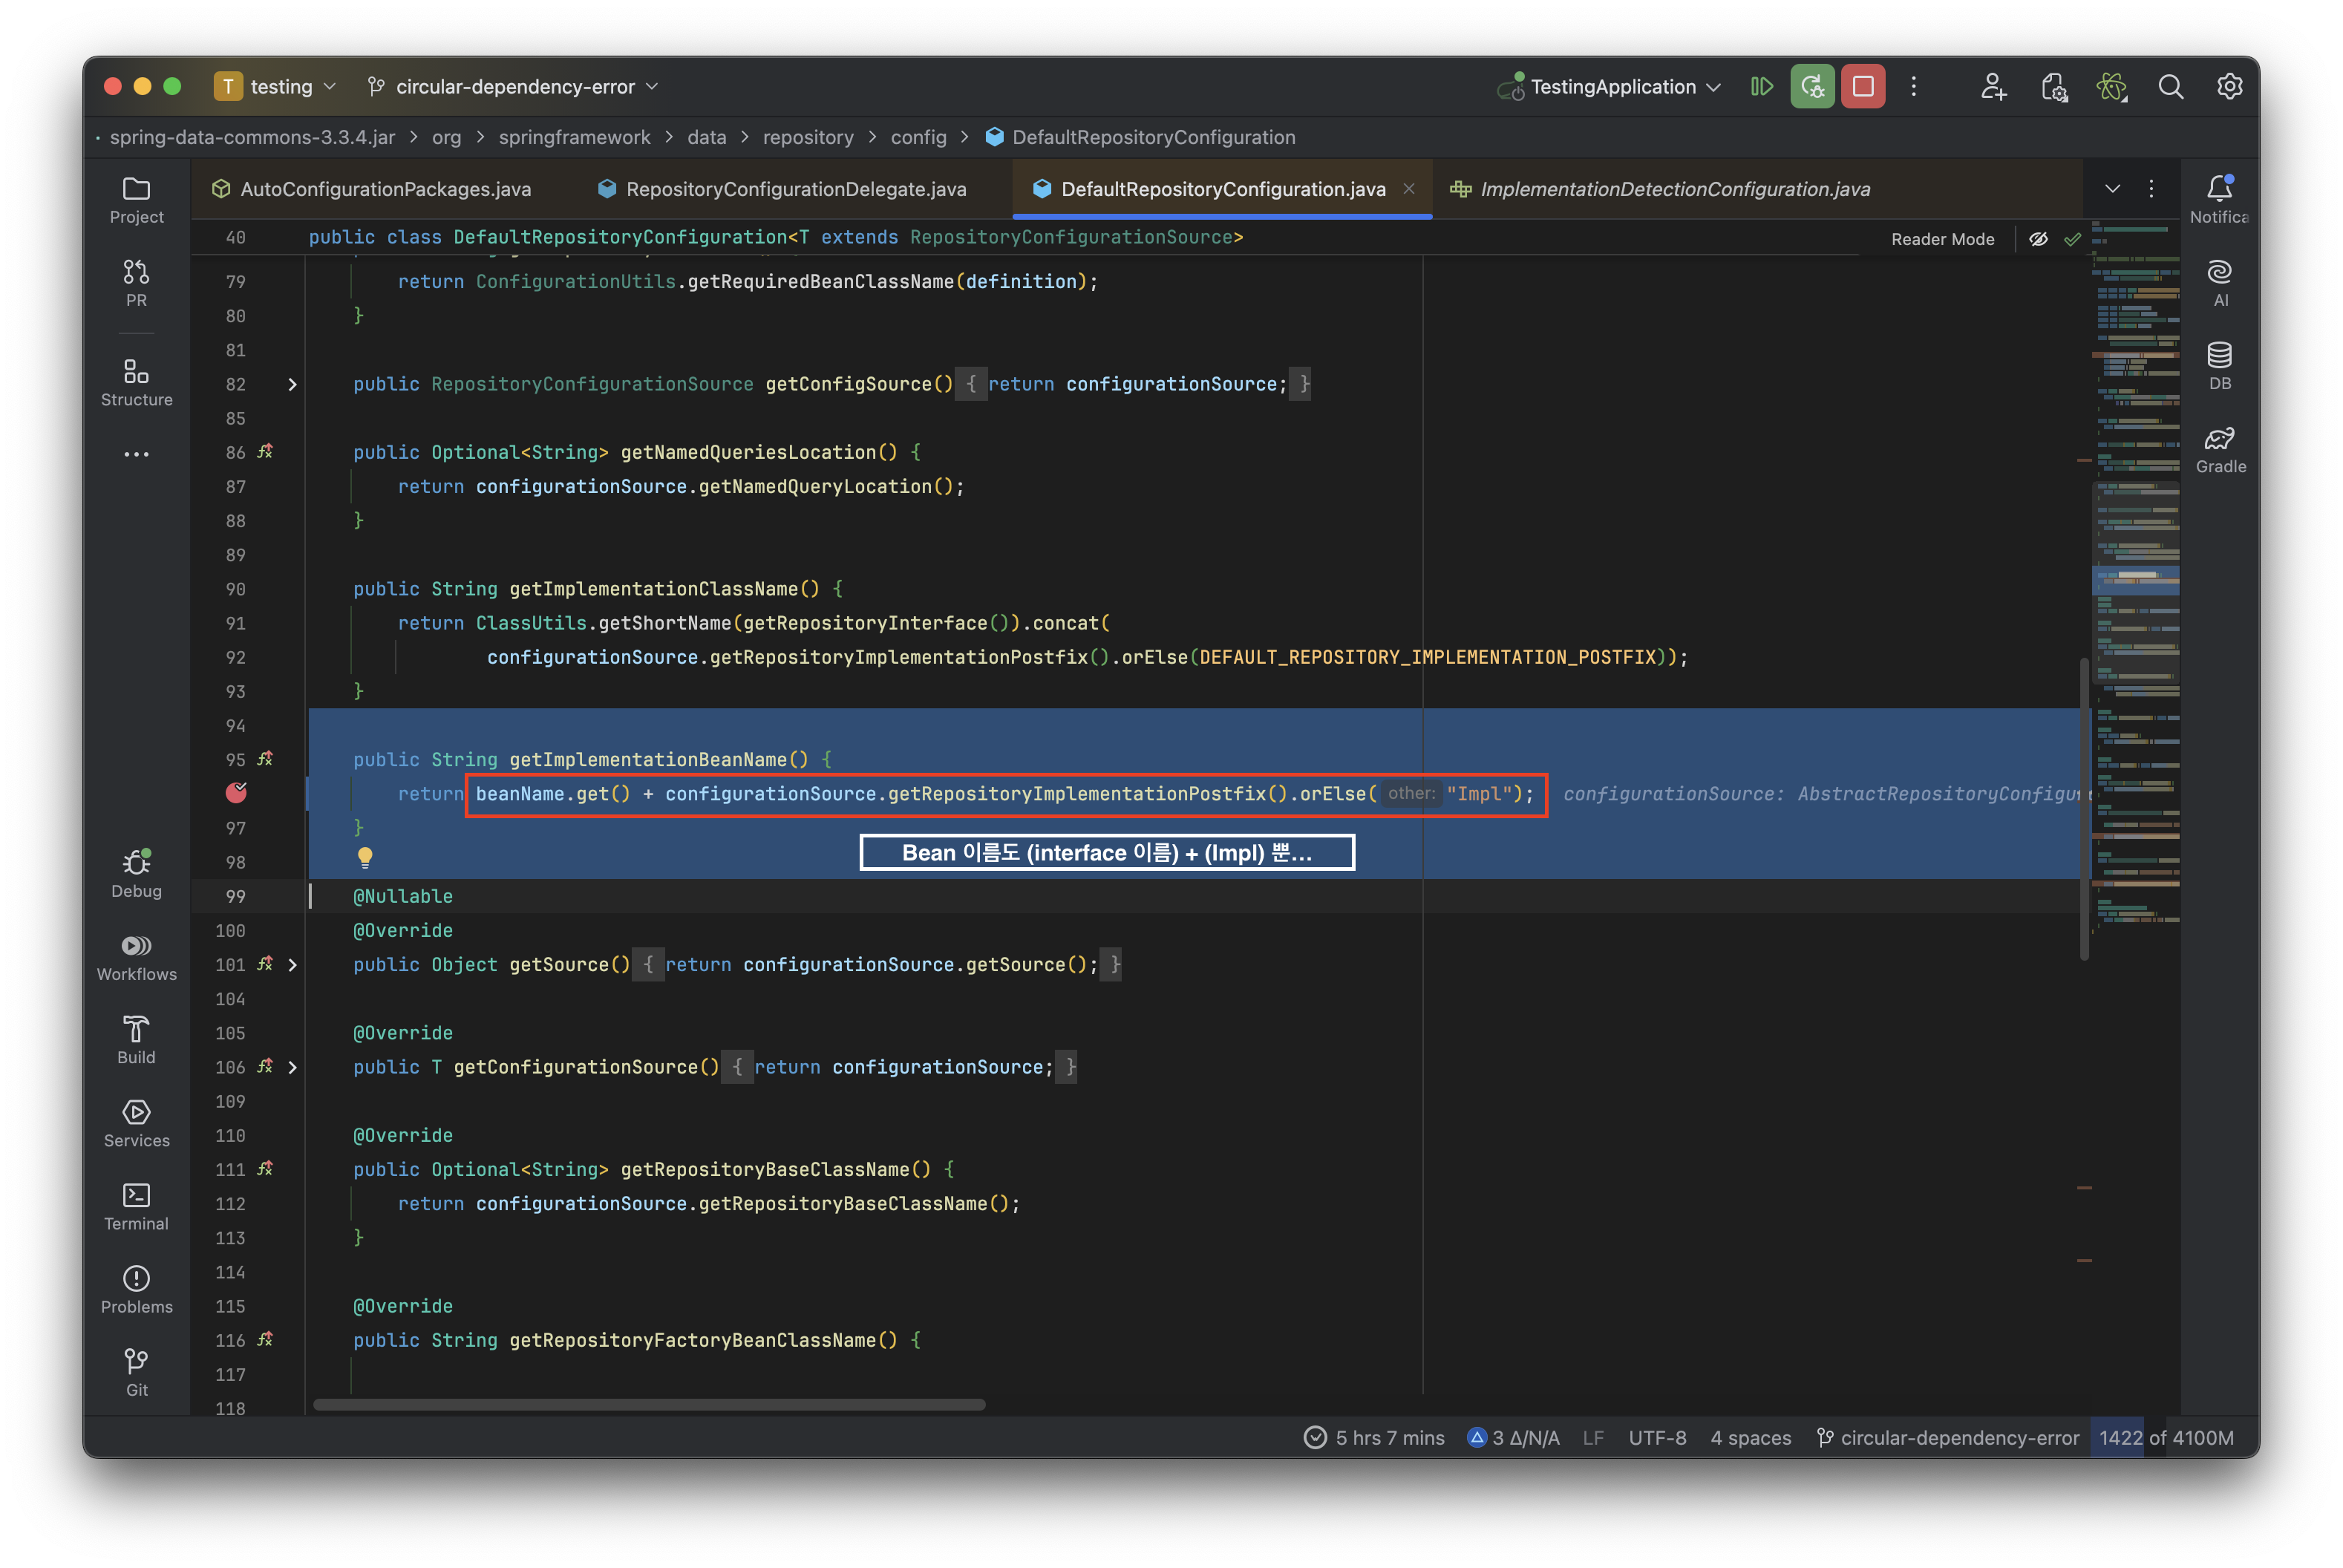 T testing circular-dependency-error TestingApplication
spring-data-commons-3.3.4.jar > org > springframework > data > repository > config > DefaultRepositoryConfiguration
AutoConfigurationPackages.java RepositoryConfigurationDelegate.java DefaultRepositoryConfiguration.java ImplementationDetectionConfiguration.java
Project
PR
Structure
Debug
Workflows
Build
Services
Terminal
Problems
Git
40 public class DefaultRepositoryConfiguration<T extends RepositoryConfigurationSource>
Reader Mode
79 return ConfigurationUtils.getRequiredBeanClassName(definition);
80 }
81
82 public RepositoryConfigurationSource getConfigSource() { return configurationSource; }
85
86 public Optional<String> getNamedQueriesLocation() {
87 return configurationSource.getNamedQueryLocation();
88 }
89
90 public String getImplementationClassName() {
91 return ClassUtils.getShortName(getRepositoryInterface()).concat(
92 configurationSource.getRepositoryImplementationPostfix().orElse(DEFAULT_REPOSITORY_IMPLEMENTATION_POSTFIX));
93 }
94
95 public String getImplementationBeanName() {
return beanName.get() + configurationSource.getRepositoryImplementationPostfix().orElse( other: "Impl"); configurationSource: AbstractRepositoryConfigu
97 }
98 Bean 이름도 (interface 이름) + (Impl) 뿐...
99 @Nullable
100 @Override
101 public Object getSource() { return configurationSource.getSource(); }
104
105 @Override
106 public T getConfigurationSource() { return configurationSource; }
109
110 @Override
111 public Optional<String> getRepositoryBaseClassName() {
112 return configurationSource.getRepositoryBaseClassName();
113 }
114
115 @Override
116 public String getRepositoryFactoryBeanClassName() {
117
118
Notifica
AI
DB
Gradle
5 hrs 7 mins 3 Δ/N/A LF UTF-8 4 spaces circular-dependency-error 1422 of 4100M